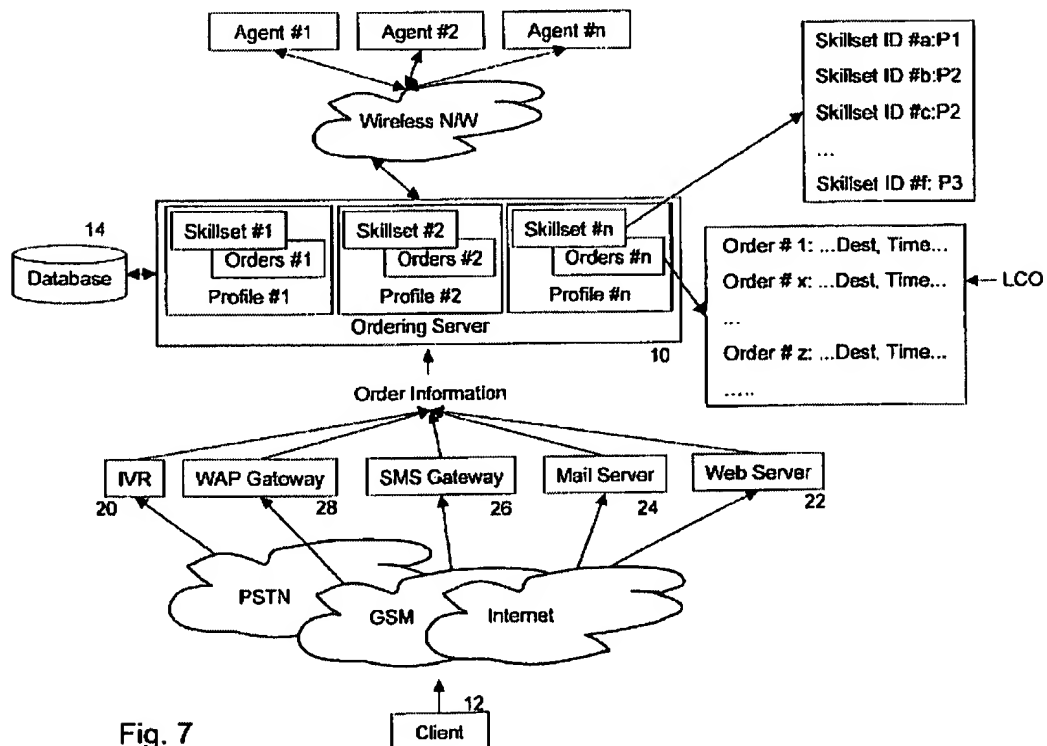 Agent #1
Agent #2
Agent #n
Wireless N/W
Skillset ID #a:P1
Skillset ID #b:P2
Skillset ID #c:P2
...
Skillset ID #f: P3
14
Database
Skillset #1
Orders #1
Profile #1
Skillset #2
Orders #2
Profile #2
Skillset #n
Orders #n
Profile #n
Ordering Server
10
Order # 1: ...Dest, Time...
Order # x: ...Dest, Time...
...
Order # z: ...Dest, Time...
.....
LCO
Order Information
IVR
20
WAP Gateway
28
SMS Gateway
26
Mail Server
24
Web Server
22
PSTN
GSM
Internet
12
Client
Fig. 7